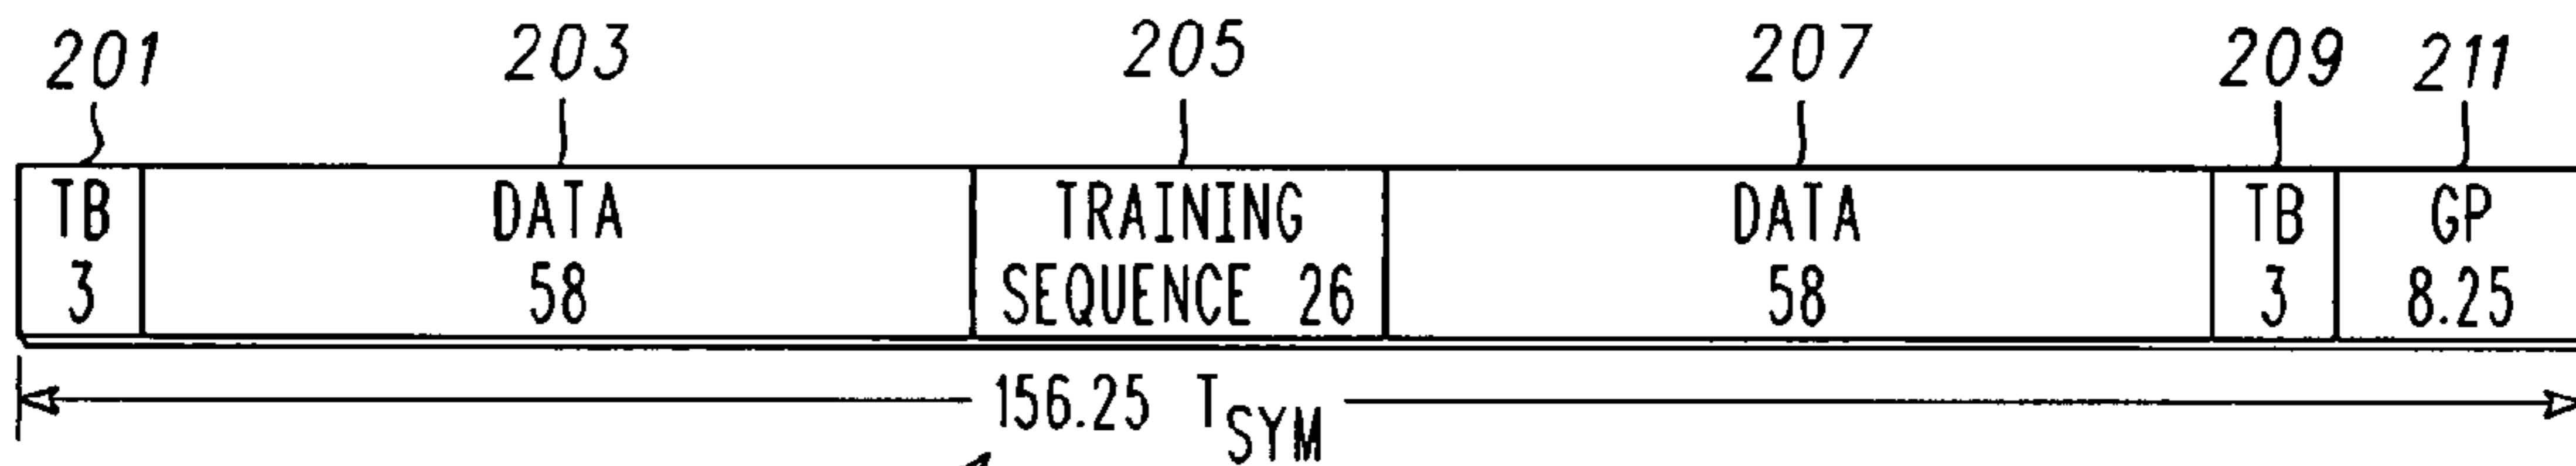 201 203 205 207 209 211
TB DATA TRAINING DATA TB GP
3 58 SEQUENCE 26 58 3 8.25
156.25 TSYM